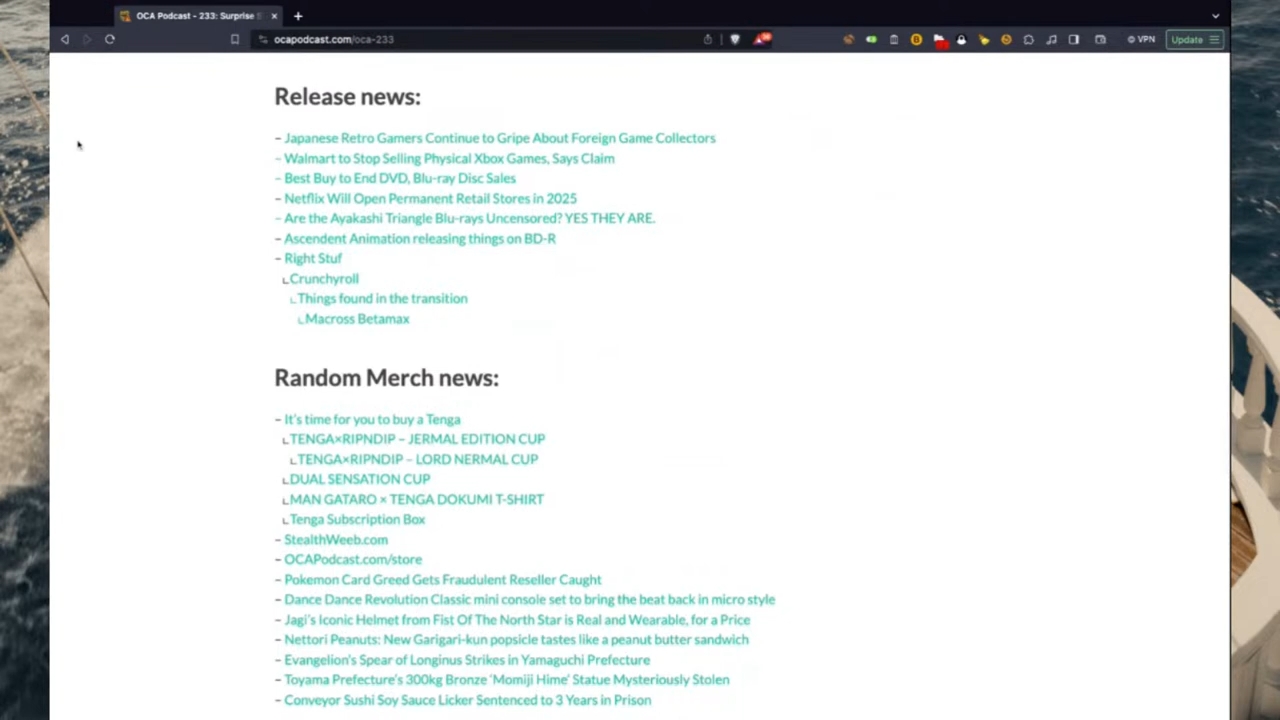 OCA Podcast - 233: Surprise
ocapodcast.com/oca-233
VPN
Update
Release news:
– Japanese Retro Gamers Continue to Gripe About Foreign Game Collectors
– Walmart to Stop Selling Physical Xbox Games, Says Claim
– Best Buy to End DVD, Blu-ray Disc Sales
– Netflix Will Open Permanent Retail Stores in 2025
– Are the Ayakashi Triangle Blu-rays Uncensored? YES THEY ARE.
– Ascendent Animation releasing things on BD-R
– Right Stuf
Crunchyroll
Things found in the transition
Macross Betamax
Random Merch news:
– It's time for you to buy a Tenga
TENGA×RIPNDIP – JERMAL EDITION CUP
TENGA×RIPNDIP – LORD NERMAL CUP
DUAL SENSATION CUP
MAN GATARO × TENGA DOKUMI T-SHIRT
Tenga Subscription Box
– StealthWeeb.com
– OCAPodcast.com/store
– Pokemon Card Greed Gets Fraudulent Reseller Caught
– Dance Dance Revolution Classic mini console set to bring the beat back in micro style
– Jagi's Iconic Helmet from Fist Of The North Star is Real and Wearable, for a Price
– Nettori Peanuts: New Garigari-kun popsicle tastes like a peanut butter sandwich
– Evangelion's Spear of Longinus Strikes in Yamaguchi Prefecture
– Toyama Prefecture's 300kg Bronze 'Momiji Hime' Statue Mysteriously Stolen
– Conveyor Sushi Soy Sauce Licker Sentenced to 3 Years in Prison